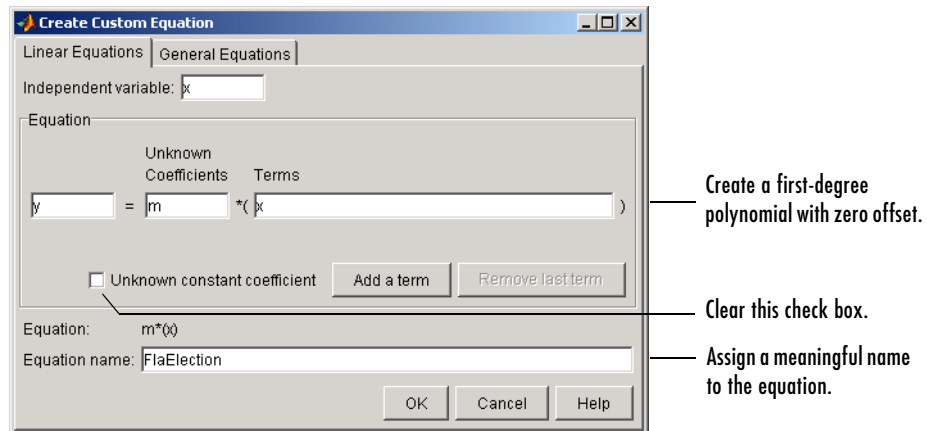 Create Custom Equation
Linear Equations
General Equations
Independent variable: x
Equation
Unknown
Coefficients
Terms
y = m *( x )
Create a first-degree
polynomial with zero offset.
Unknown constant coefficient
Add a term
Remove last term
Clear this check box.
Equation: m*(x)
Equation name: FlaElection
Assign a meaningful name
to the equation.
OK
Cancel
Help